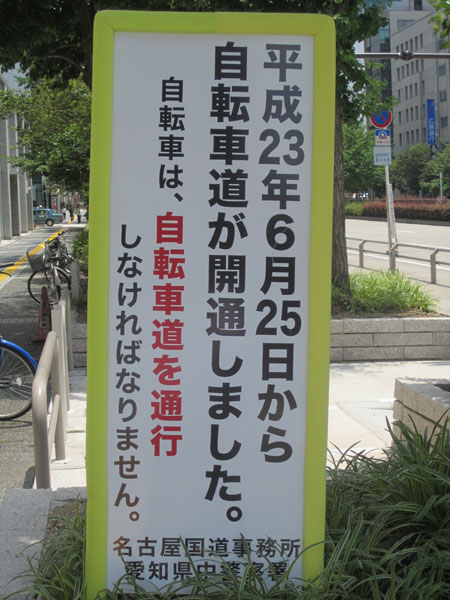 平成23年6月25日から
自転車道が開通しました。
自転車は、自転車道を通行
しなければなりません。
名古屋国道事務所
愛知県中警察署